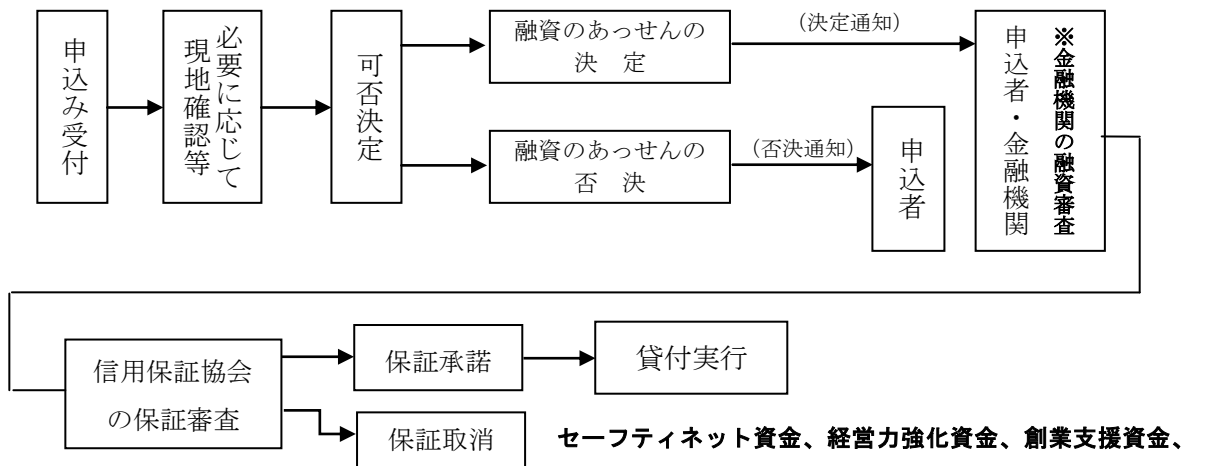 申込み受付
必要に応じて
現地確認等
可否決定
融資のあっせんの
決　定
(決定通知)
融資のあっせんの
否　決
(否決通知)
申込者
※金融機関の融資審査
申込者・金融機関
信用保証協会
の保証審査
保証承諾
貸付実行
保証取消
セーフティネット資金、経営力強化資金、創業支援資金、